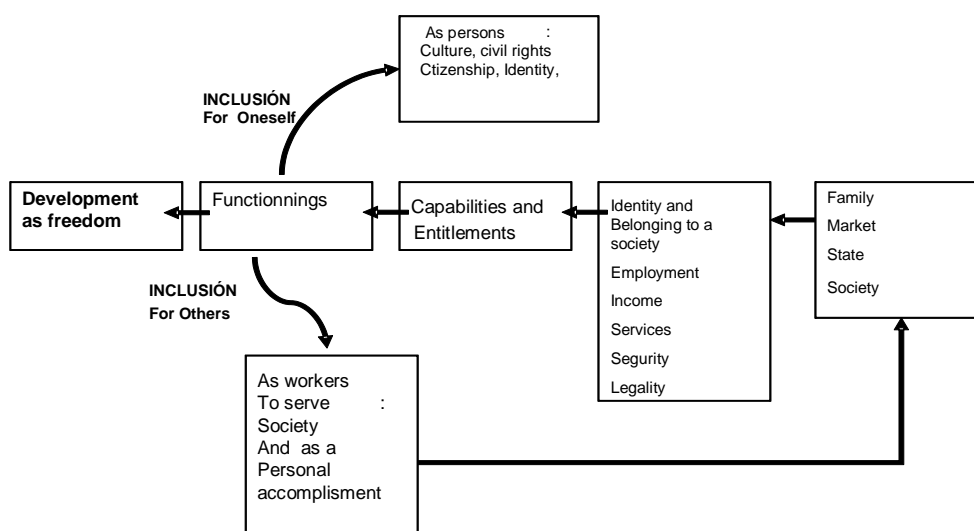 As persons :
Culture, civil rights
Ctizenship, Identity,
INCLUSIÓN
For Oneself
Development
as freedom
Functionnings
Capabilities and
Entitlements
Identity and
Belonging to a
society
Employment
Income
Services
Segurity
Legality
Family
Market
State
Society
INCLUSIÓN
For Others
As workers
To serve :
Society
And as a
Personal
accomplisment